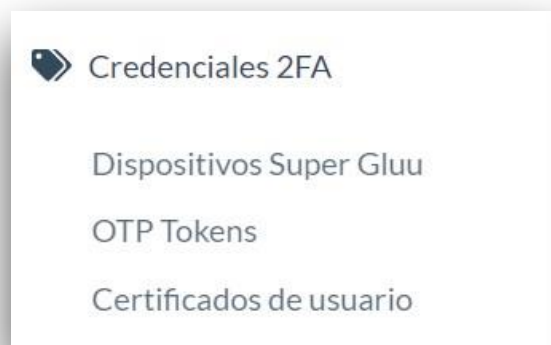 Credenciales 2FA
Dispositivos Super Gluu
OTP Tokens
Certificados de usuario